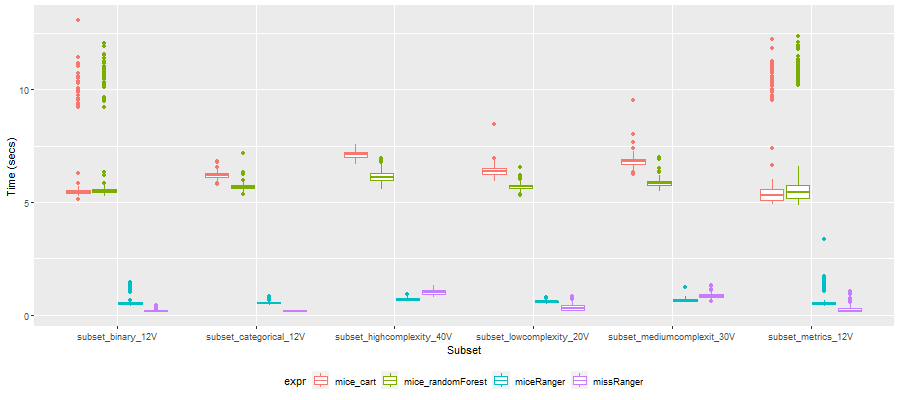 Time (secs)
10
5
0
subset_binary_12V subset_categorical_12V subset_highcomplexity_40V subset_lowcomplexity_20V subset_mediumcomplexit_30V subset_metrics_12V
Subset
expr mice_cart mice_randomForest miceRanger missRanger